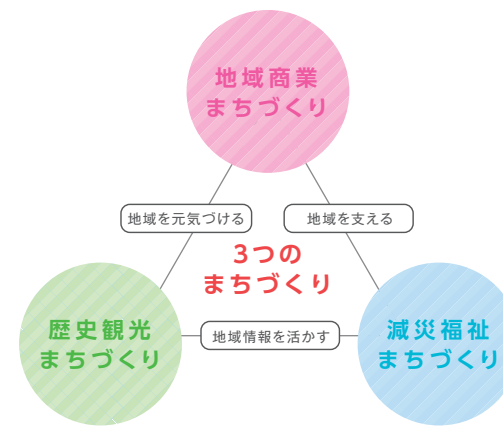 地域商業
まちづくり
地域を元気づける
地域を支える
3つの
まちづくり
歴史観光
まちづくり
地域情報を活かす
減災福祉
まちづくり